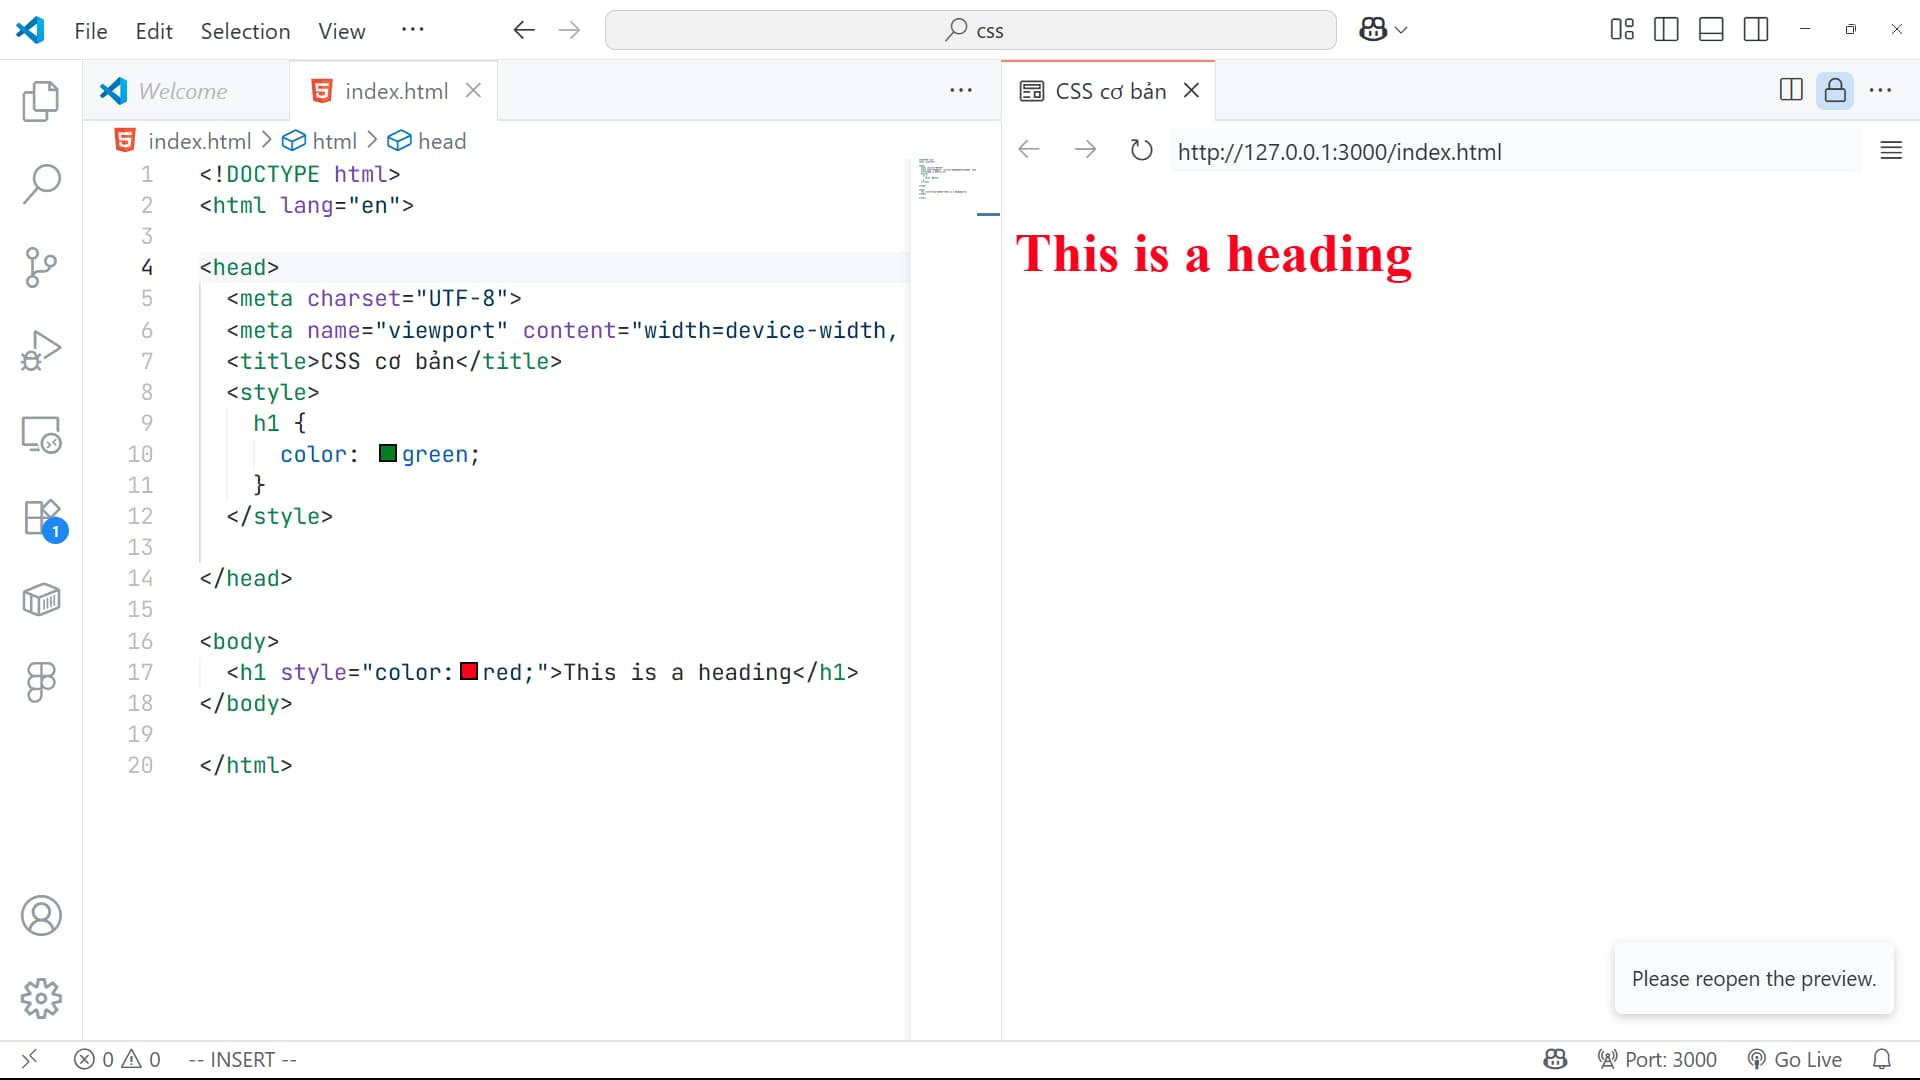 File Edit Selection View ··· css
Welcome index.html ···
index.html > html > head
1 <!DOCTYPE html>
2 <html lang="en">
3
4 <head>
5 <meta charset="UTF-8">
6 <meta name="viewport" content="width=device-width,
7 <title>CSS cơ bản</title>
8 <style>
9 h1 {
10 color: green;
11 }
12 </style>
13
14 </head>
15
16 <body>
17 <h1 style="color:red;">This is a heading</h1>
18 </body>
19
20 </html>
CSS cơ bản ···
http://127.0.0.1:3000/index.html
This is a heading
1
Please reopen the preview.
0 0 -- INSERT -- Port: 3000 Go Live